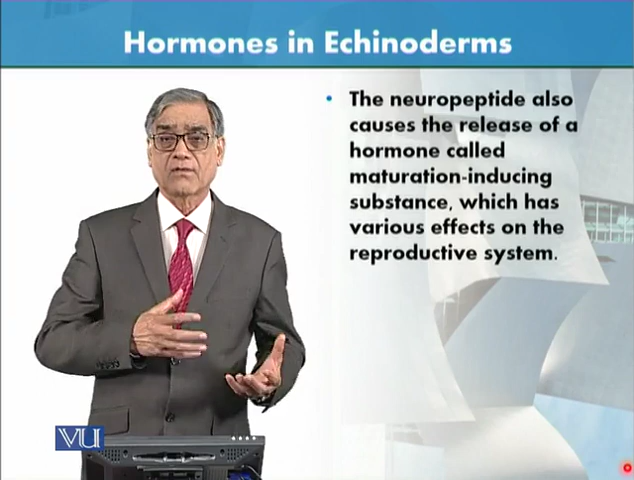 Hormones in Echinoderms
• The neuropeptide also
causes the release of a
hormone called
maturation-inducing
substance, which has
various effects on the
reproductive system.
VU